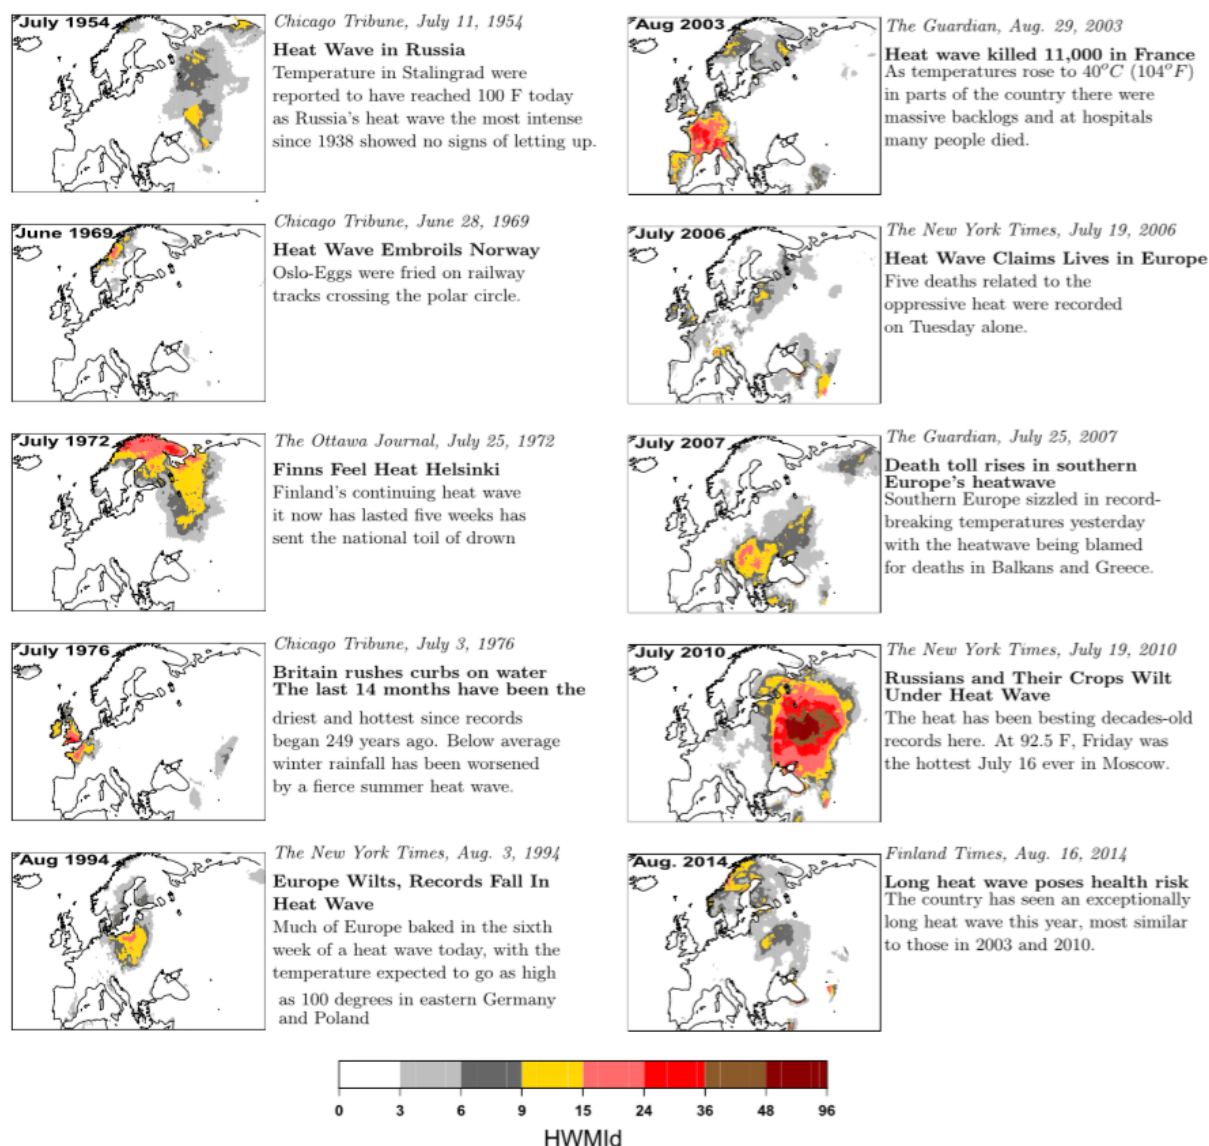 July 1954
Chicago Tribune, July 11, 1954
Heat Wave in Russia
Temperature in Stalingrad were
reported to have reached 100 F today
as Russia's heat wave the most intense
since 1938 showed no signs of letting up.
June 1969
Chicago Tribune, June 28, 1969
Heat Wave Embroils Norway
Oslo-Eggs were fried on railway
tracks crossing the polar circle.
July 1972
The Ottawa Journal, July 25, 1972
Finns Feel Heat Helsinki
Finland's continuing heat wave
it now has lasted five weeks has
sent the national toil of drown
July 1976
Chicago Tribune, July 3, 1976
Britain rushes curbs on water
The last 14 months have been the
driest and hottest since records
began 249 years ago. Below average
winter rainfall has been worsened
by a fierce summer heat wave.
Aug 1994
The New York Times, Aug. 3, 1994
Europe Wilts, Records Fall In
Heat Wave
Much of Europe baked in the sixth
week of a heat wave today, with the
temperature expected to go as high
as 100 degrees in eastern Germany
and Poland
Aug 2003
The Guardian, Aug. 29, 2003
Heat wave killed 11,000 in France
As temperatures rose to 40°C (104°F)
in parts of the country there were
massive backlogs and at hospitals
many people died.
July 2006
The New York Times, July 19, 2006
Heat Wave Claims Lives in Europe
Five deaths related to the
oppressive heat were recorded
on Tuesday alone.
July 2007
The Guardian, July 25, 2007
Death toll rises in southern
Europe's heatwave
Southern Europe sizzled in record-
breaking temperatures yesterday
with the heatwave being blamed
for deaths in Balkans and Greece.
July 2010
The New York Times, July 19, 2010
Russians and Their Crops Wilt
Under Heat Wave
The heat has been besting decades-old
records here. At 92.5 F, Friday was
the hottest July 16 ever in Moscow.
Aug. 2014
Finland Times, Aug. 16, 2014
Long heat wave poses health risk
The country has seen an exceptionally
long heat wave this year, most similar
to those in 2003 and 2010.
0 3 6 9 15 24 36 48 96
HWMId